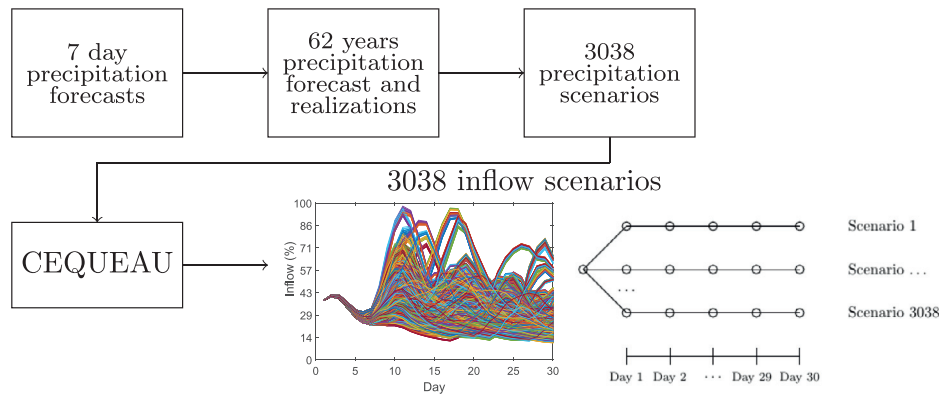 7 day
precipitation
forecasts
62 years
precipitation
forecast and
realizations
3038
precipitation
scenarios
CEQUEAU
3038 inflow scenarios
100
86
71
57
43
29
14
0
Inflow (%)
0 5 10 15 20 25 30
Day
Scenario 1
Scenario ...
...
Scenario 3038
Day 1 Day 2 ... Day 29 Day 30